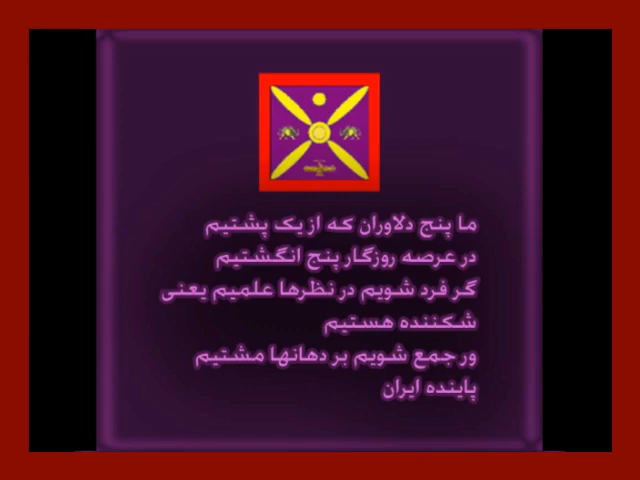 ما پنج دلاوران که از یک پشتیم
در عرصه روزگار پنج انگشتیم
گر فرد شویم در نظرها علمیم یعنی
شکننده هستیم
ور جمع شویم بر دهانها مشتیم
پاینده ایران